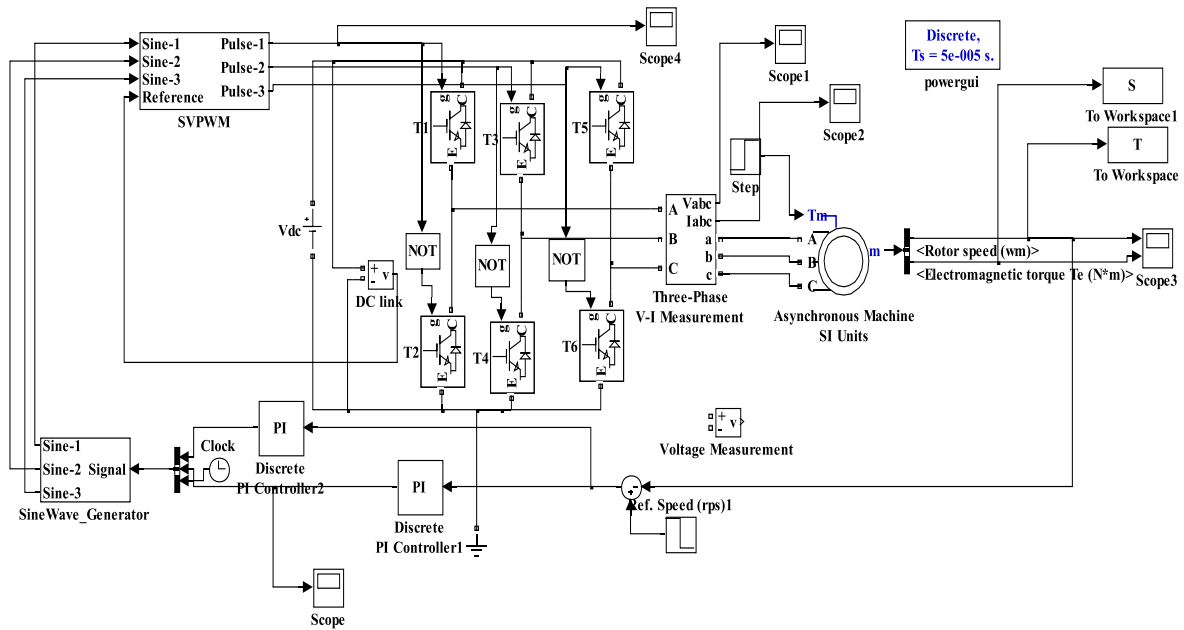 Sine-1
Sine-2
Sine-3
Reference
Pulse-1
Pulse-2
Pulse-3
SVPWM
Scope4
Scope1
Scope2
Discrete,
Ts = 5e-005 s.
powergui
S
To Workspace1
T
To Workspace
g
C
E
T1
g
C
E
T3
g
C
E
T5
Step
Vdc
+
+
-
v
DC link
NOT
NOT
NOT
A
B
C
Vabc
Iabc
a
b
c
Three-Phase
V-I Measurement
Tm
A
B
C
m
Asynchronous Machine
SI Units
<Rotor speed (wm)>
<Electromagnetic torque Te (N*m)>
Scope3
g
C
E
T2
g
C
E
T4
g
C
E
T6
+
-
v
Voltage Measurement
Sine-1
Sine-2
Sine-3
Signal
SineWave_Generator
Clock
PI
Discrete
PI Controller2
PI
Discrete
PI Controller1
Ref. Speed (rps)1
Scope